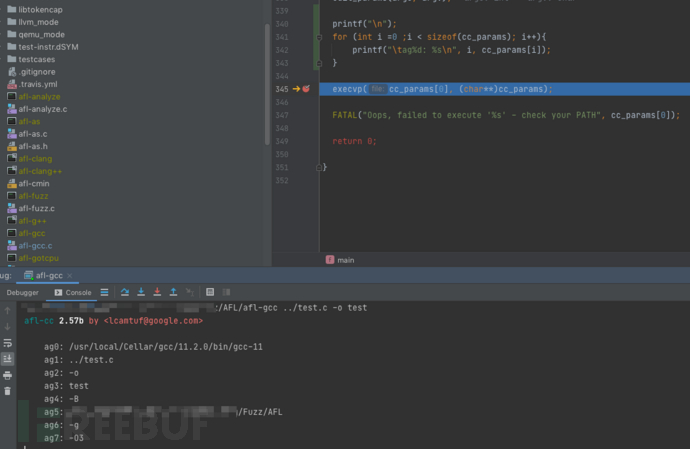 libtokencap
llvm_mode
qemu_mode
test-instr.dSYM
testcases
.gitignore
.travis.yml
afl-analyze
afl-analyze.c
afl-as
afl-as.c
afl-as.h
afl-clang
afl-clang++
afl-cmin
afl-fuzz
afl-fuzz.c
afl-g++
afl-gcc
afl-gcc.c
afl-gotcpu
339
340 printf("\n");
341 for (int i =0 ;i < sizeof(cc_params); i++){
342 printf("\tag%d: %s\n", i, cc_params[i]);
343 }
344
345 execvp( file: cc_params[0], (char**)cc_params);
346
347 FATAL("Oops, failed to execute '%s' - check your PATH", cc_params[0]);
348
349 return 0;
350
351 }
352
main
ug: afl-gcc ×
Debugger Console
/AFL/afl-gcc ../test.c -o test
afl-cc 2.57b by <lcamtuf@google.com>
ag0: /usr/local/Cellar/gcc/11.2.0/bin/gcc-11
ag1: ../test.c
ag2: -o
ag3: test
ag4: -B
ag5: /Fuzz/AFL
ag6: -g
ag7: -O3
REEBUF